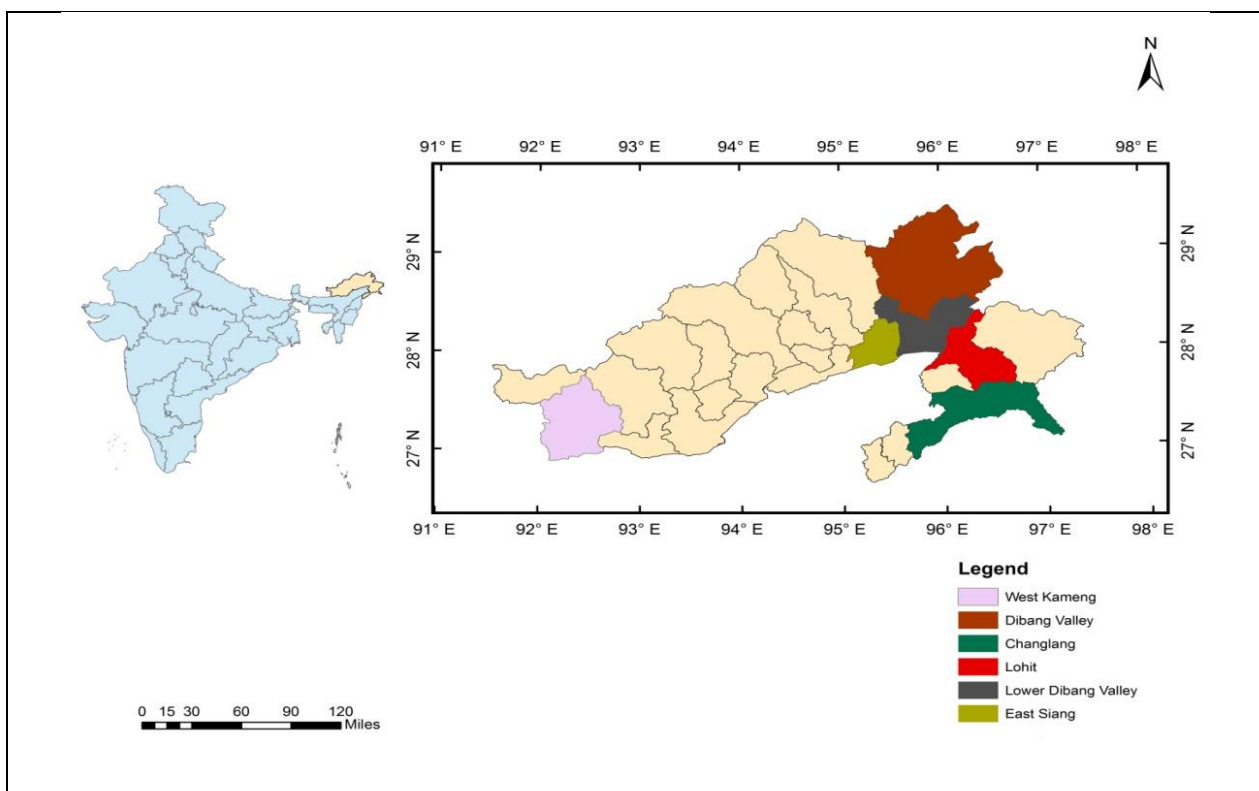 N
91° E 92° E 93° E 94° E 95° E 96° E 97° E 98° E
29° N
29° N
28° N
28° N
27° N
27° N
91° E 92° E 93° E 94° E 95° E 96° E 97° E 98° E
Legend
West Kameng
Dibang Valley
Changlang
Lohit
Lower Dibang Valley
East Siang
0 15 30 60 90 120
Miles